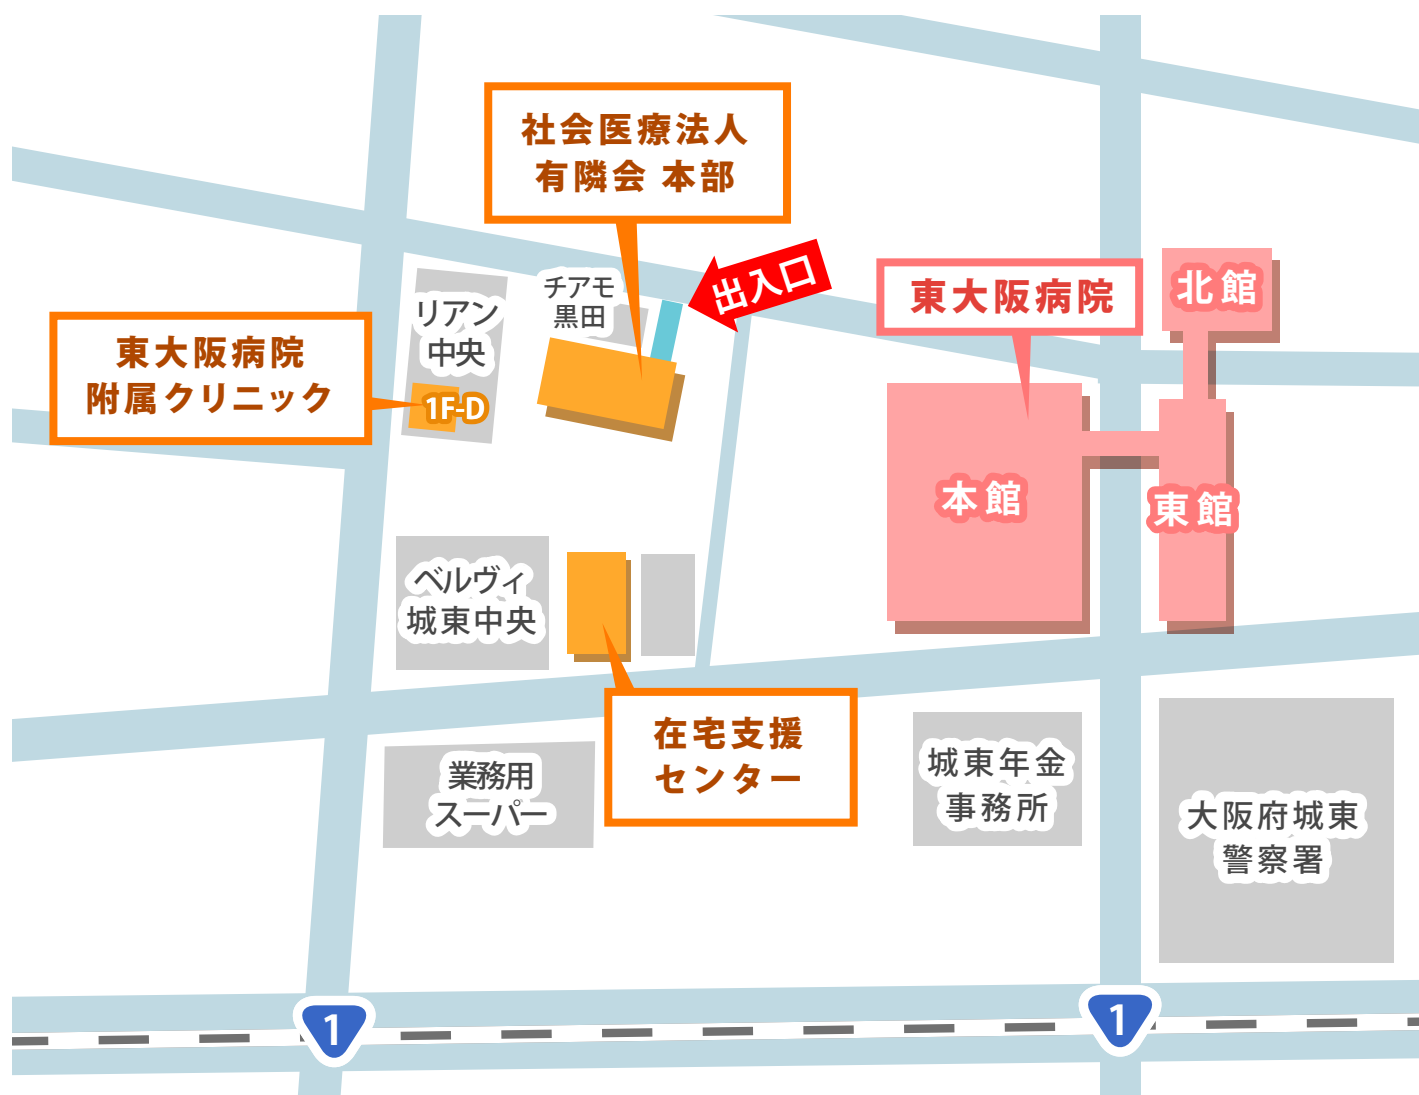 社会医療法人
有隣会 本部
出入口
東大阪病院
北館
リアン
中央
チアモ
黒田
東大阪病院
附属クリニック
1F-D
本館
東館
ベルヴィ
城東中央
在宅支援
センター
業務用
スーパー
城東年金
事務所
大阪府城東
警察署
1
1